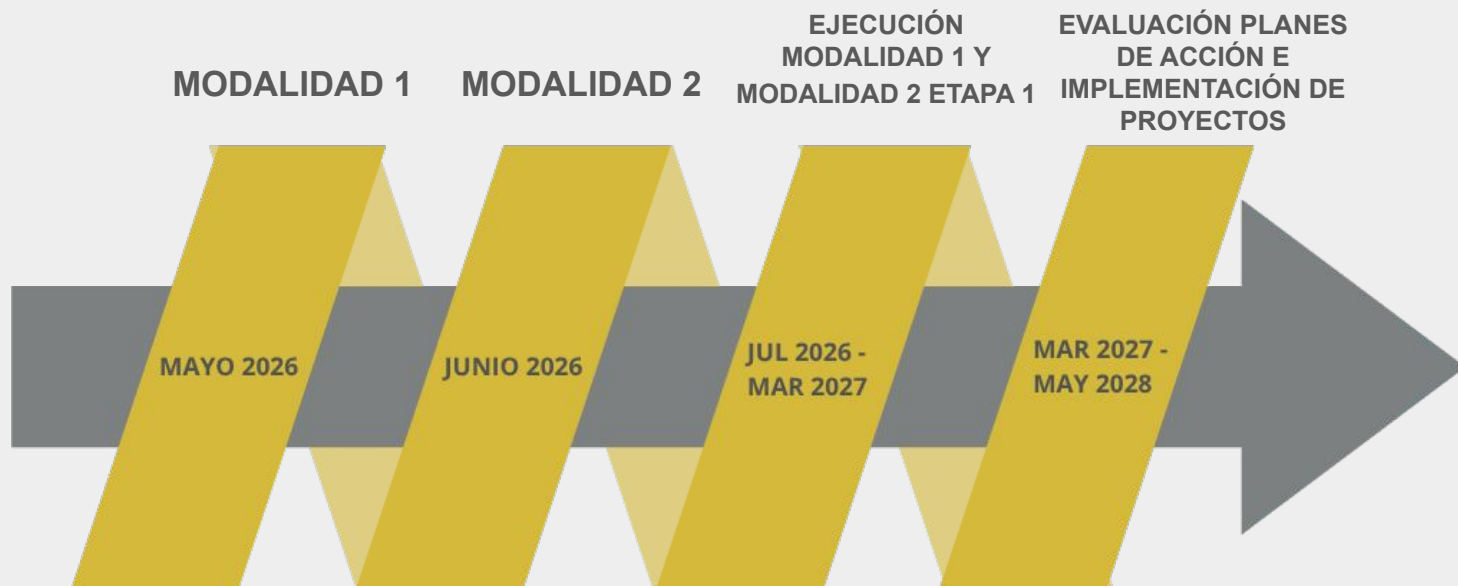 MODALIDAD 1
MODALIDAD 2
EJECUCIÓN
MODALIDAD 1 Y
MODALIDAD 2 ETAPA 1
EVALUACIÓN PLANES
DE ACCIÓN E
IMPLEMENTACIÓN DE
PROYECTOS
MAYO 2026
JUNIO 2026
JUL 2026 -
MAR 2027
MAR 2027 -
MAY 2028